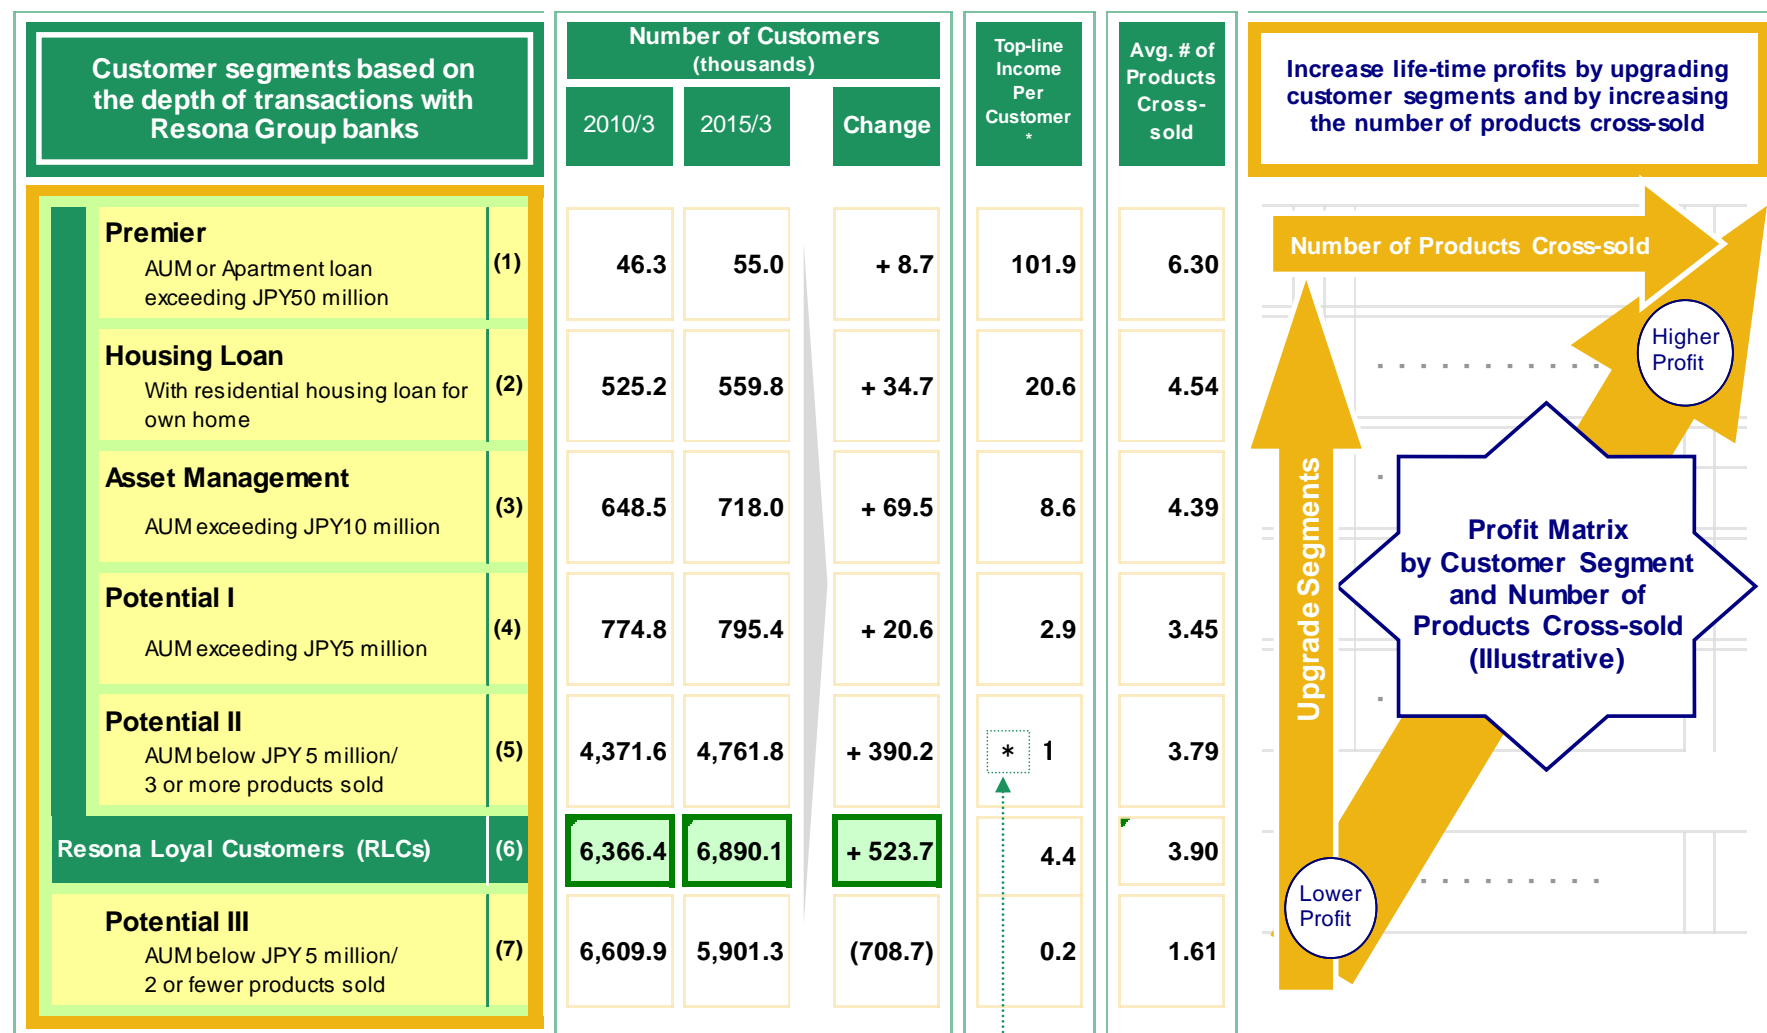 Customer segments based on
the depth of transactions with
Resona Group banks
Number of Customers
(thousands)
2010/3
2015/3
Change
Top-line
Income
Per
Customer
*
Avg. # of
Products
Cross-
sold
Increase life-time profits by upgrading
customer segments and by increasing
the number of products cross-sold
Premier
AUM or Apartment loan
exceeding JPY50 million
(1)
46.3
55.0
+ 8.7
101.9
6.30
Housing Loan
With residential housing loan for
own home
(2)
525.2
559.8
+ 34.7
20.6
4.54
Asset Management
AUM exceeding JPY10 million
(3)
648.5
718.0
+ 69.5
8.6
4.39
Potential I
AUM exceeding JPY5 million
(4)
774.8
795.4
+ 20.6
2.9
3.45
Potential II
AUM below JPY 5 million/
3 or more products sold
(5)
4,371.6
4,761.8
+ 390.2
* 1
3.79
Resona Loyal Customers (RLCs)
(6)
6,366.4
6,890.1
+ 523.7
4.4
3.90
Potential III
AUM below JPY 5 million/
2 or fewer products sold
(7)
6,609.9
5,901.3
(708.7)
0.2
1.61
Number of Products Cross-sold
Upgrade Segments
Higher
Profit
Profit Matrix
by Customer Segment
and Number of
Products Cross-sold
(Illustrative)
Lower
Profit